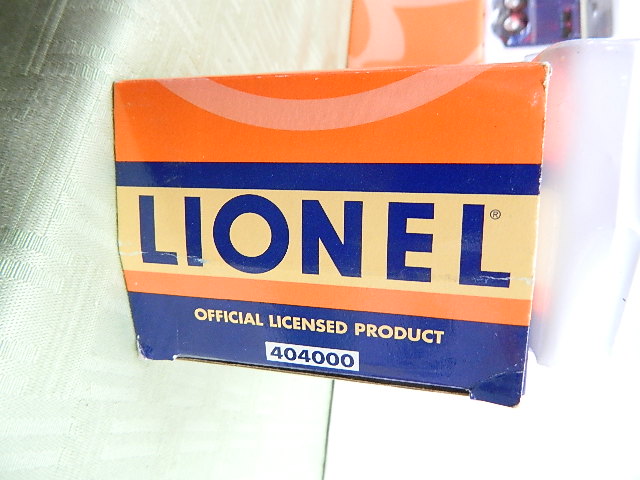 LIONEL®
OFFICIAL LICENSED PRODUCT
404000